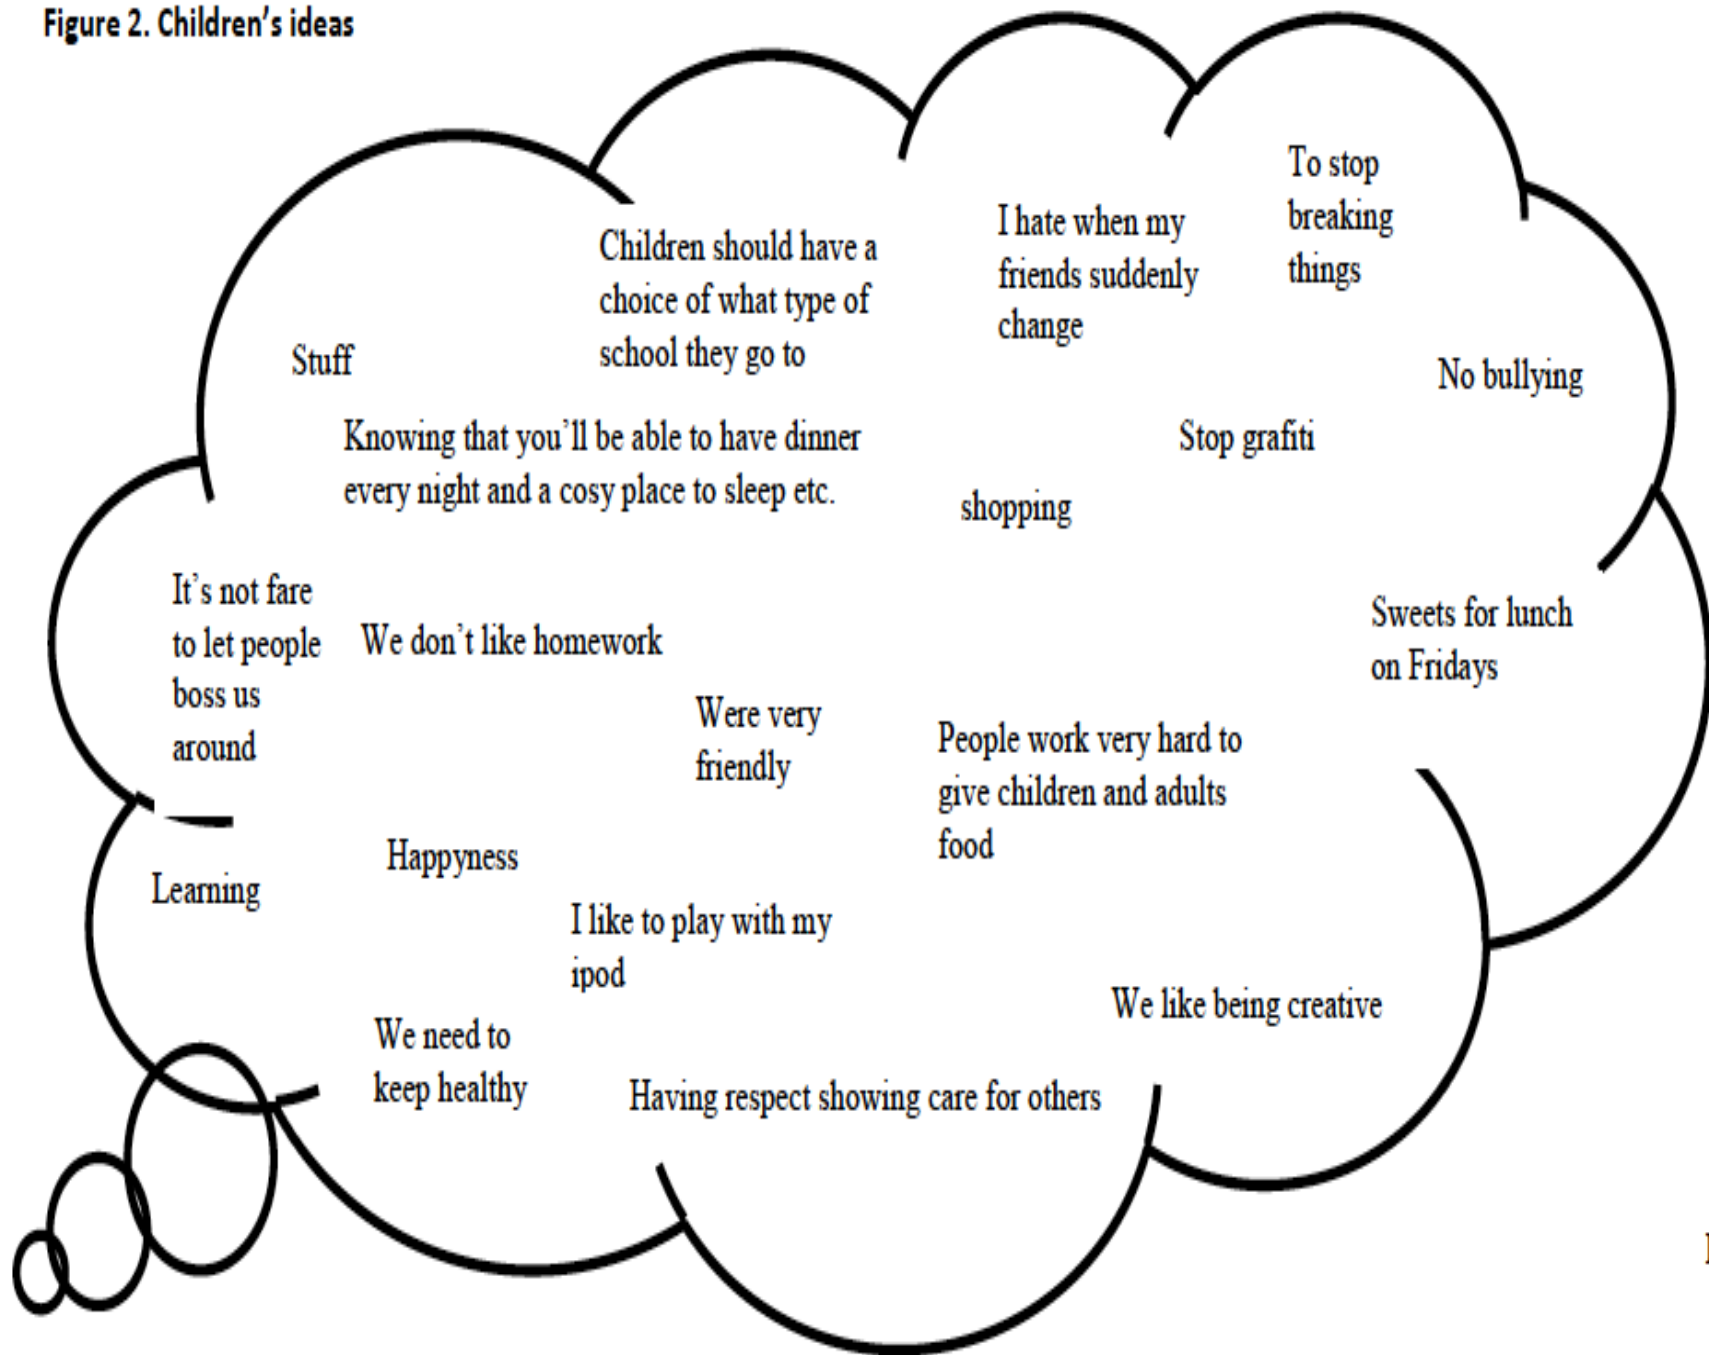 Figure 2. Children's ideas
To stop
breaking
things
I hate when my
friends suddenly
change
Children should have a
choice of what type of
school they go to
Stuff
No bullying
Knowing that you'll be able to have dinner
every night and a cosy place to sleep etc.
Stop grafiti
shopping
It's not fare
to let people
boss us
around
We don't like homework
Sweets for lunch
on Fridays
Were very
friendly
People work very hard to
give children and adults
food
Happyness
Learning
I like to play with my
ipod
We like being creative
We need to
keep healthy
Having respect showing care for others